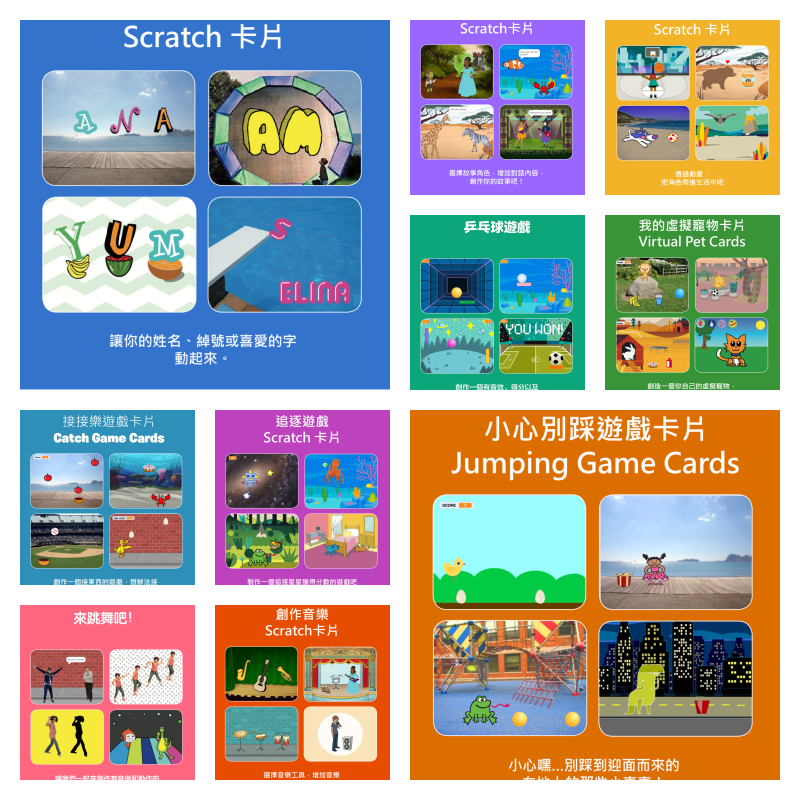 Scratch 卡片
ANA
AM
YUM
S
ELINA
讓你的姓名、綽號或喜愛的字
動起來。
Scratch卡片
選擇故事角色，增加對話內容，
創作你的故事吧！
Scratch 卡片
透過動畫，
把角色帶進生活中吧
乒乓球遊戲
YOU WON!
創作一個有音效、得分以及
我的虛擬寵物卡片
Virtual Pet Cards
創造一個你自己的虛擬寵物，
接接樂遊戲卡片
Catch Game Cards
創作一個接東西的遊戲，想辦法接
追逐遊戲
Scratch 卡片
製作一個追逐星星獲得分數的遊戲吧
小心別踩遊戲卡片
Jumping Game Cards
SCORE
小心嘿...別踩到迎面而來的
來跳舞吧!
讓我們一起來創作有音樂和動作的
創作音樂
Scratch卡片
選擇音樂工具，增加音樂